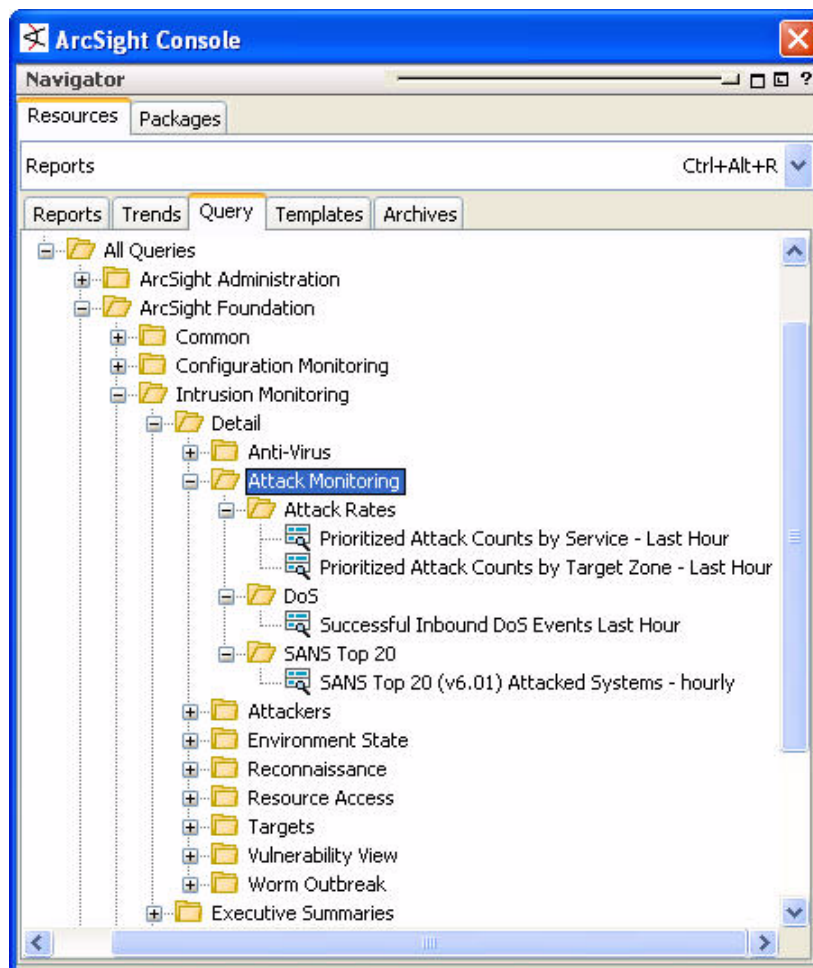 ArcSight Console
Navigator ?
Resources Packages
Reports Ctrl+Alt+R
Reports Trends Query Templates Archives
All Queries
ArcSight Administration
ArcSight Foundation
Common
Configuration Monitoring
Intrusion Monitoring
Detail
Anti-Virus
Attack Monitoring
Attack Rates
Prioritized Attack Counts by Service - Last Hour
Prioritized Attack Counts by Target Zone - Last Hour
DoS
Successful Inbound DoS Events Last Hour
SANS Top 20
SANS Top 20 (v6.01) Attacked Systems - hourly
Attackers
Environment State
Reconnaissance
Resource Access
Targets
Vulnerability View
Worm Outbreak
Executive Summaries